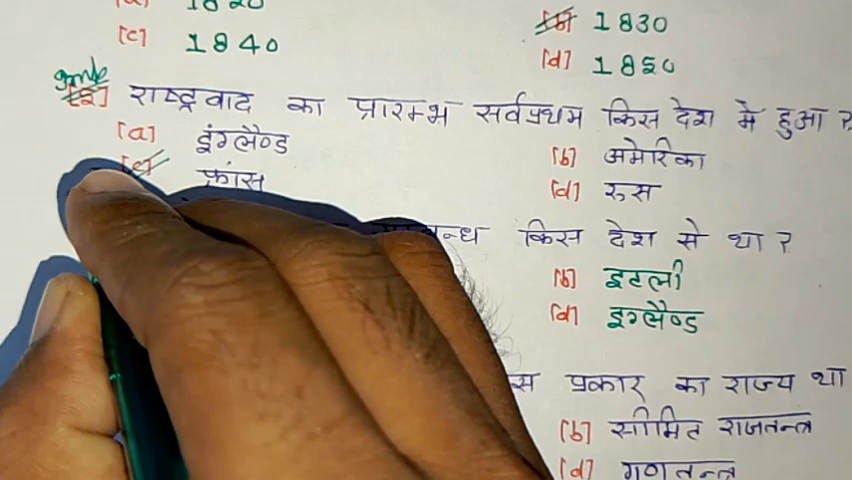 [b] 1830
[c] 1840
[d] 1850
[2] राष्ट्रवाद का प्रारम्भ सर्वप्रथम किस देश में हुआ ?
[a] इंग्लैण्ड [b] अमेरिका
[c] फ्रांस [d] रूस
किस देश से था ?
[b] इटली
[d] इंग्लैण्ड
प्रकार का राज्य था
[b] सीमित राजतन्त्र
[d] गणतन्त्र